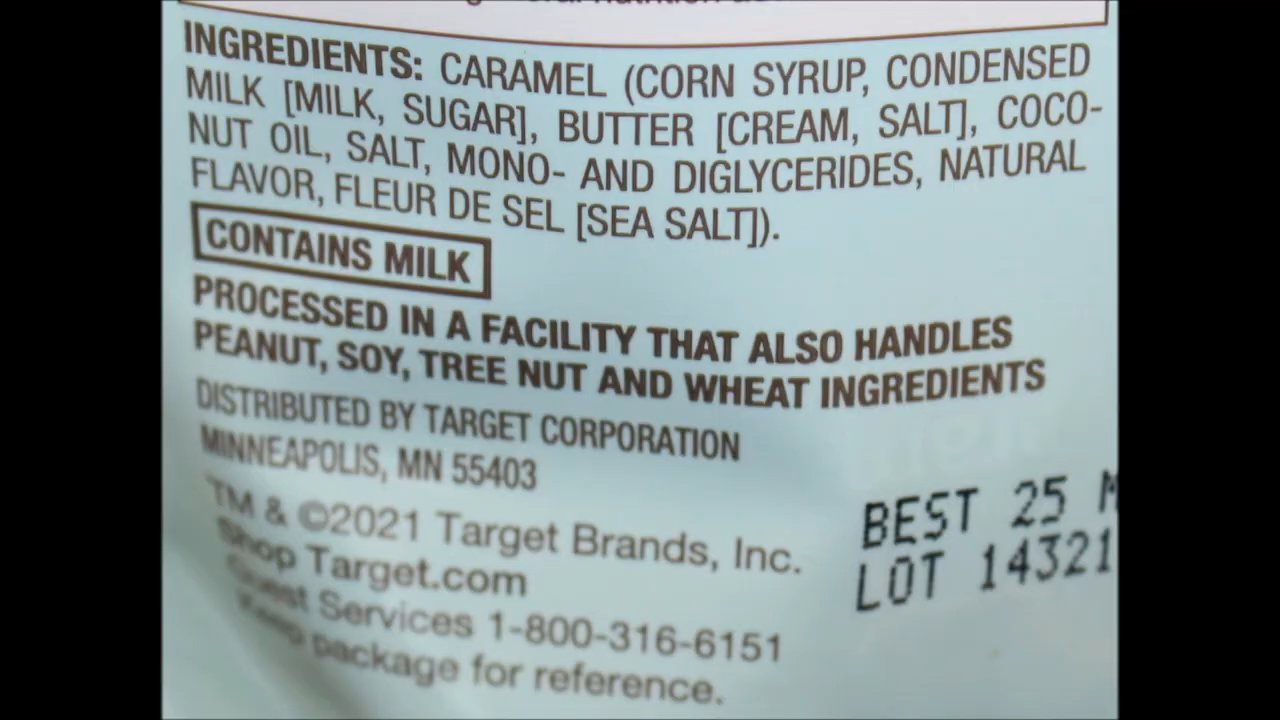 INGREDIENTS: CARAMEL (CORN SYRUP, CONDENSED
MILK [MILK, SUGAR], BUTTER [CREAM, SALT], COCO-
NUT OIL, SALT, MONO- AND DIGLYCERIDES, NATURAL
FLAVOR, FLEUR DE SEL [SEA SALT]).
CONTAINS MILK
PROCESSED IN A FACILITY THAT ALSO HANDLES
PEANUT, SOY, TREE NUT AND WHEAT INGREDIENTS
DISTRIBUTED BY TARGET CORPORATION
MINNEAPOLIS, MN 55403
TM & ©2021 Target Brands, Inc.
Shop Target.com
Guest Services 1-800-316-6151
Keep package for reference.
BEST 25
LOT 14321